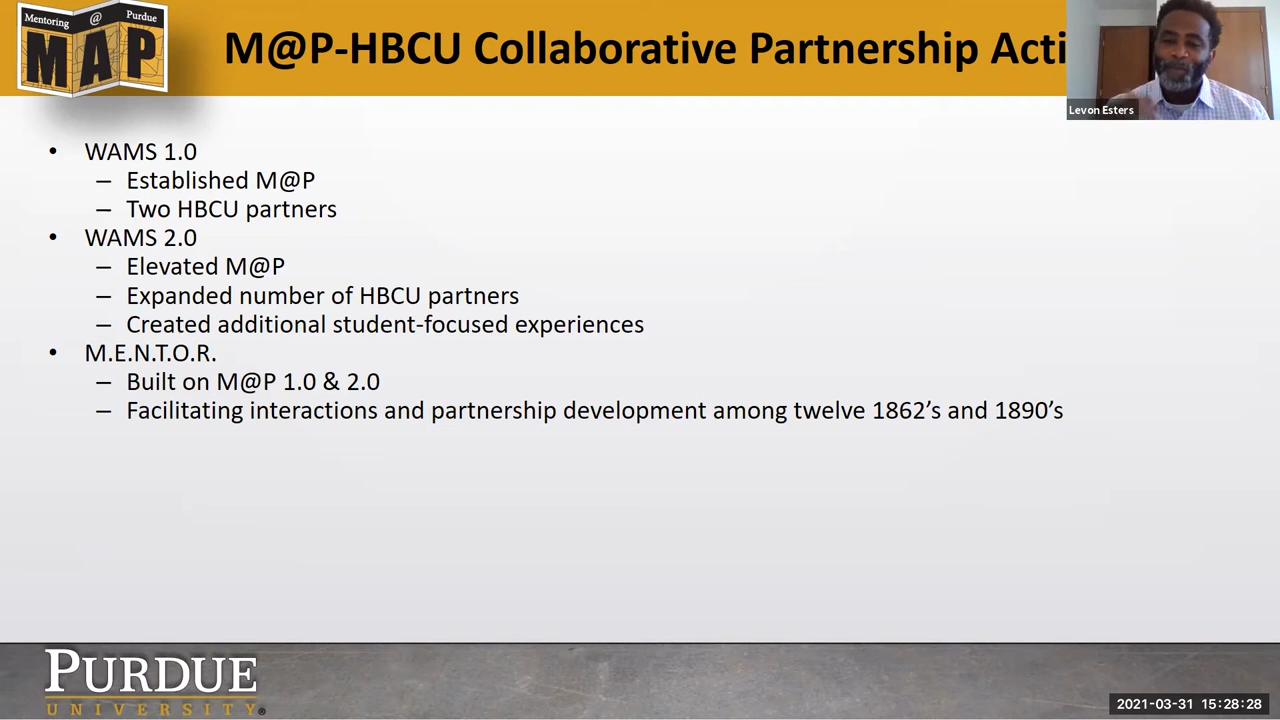 Mentoring @ Purdue
MAP
M@P-HBCU Collaborative Partnership Acti
Levon Esters
• WAMS 1.0
– Established M@P
– Two HBCU partners
• WAMS 2.0
– Elevated M@P
– Expanded number of HBCU partners
– Created additional student-focused experiences
• M.E.N.T.O.R.
– Built on M@P 1.0 & 2.0
– Facilitating interactions and partnership development among twelve 1862’s and 1890’s
PURDUE
UNIVERSITY®
2021-03-31 15:28:28